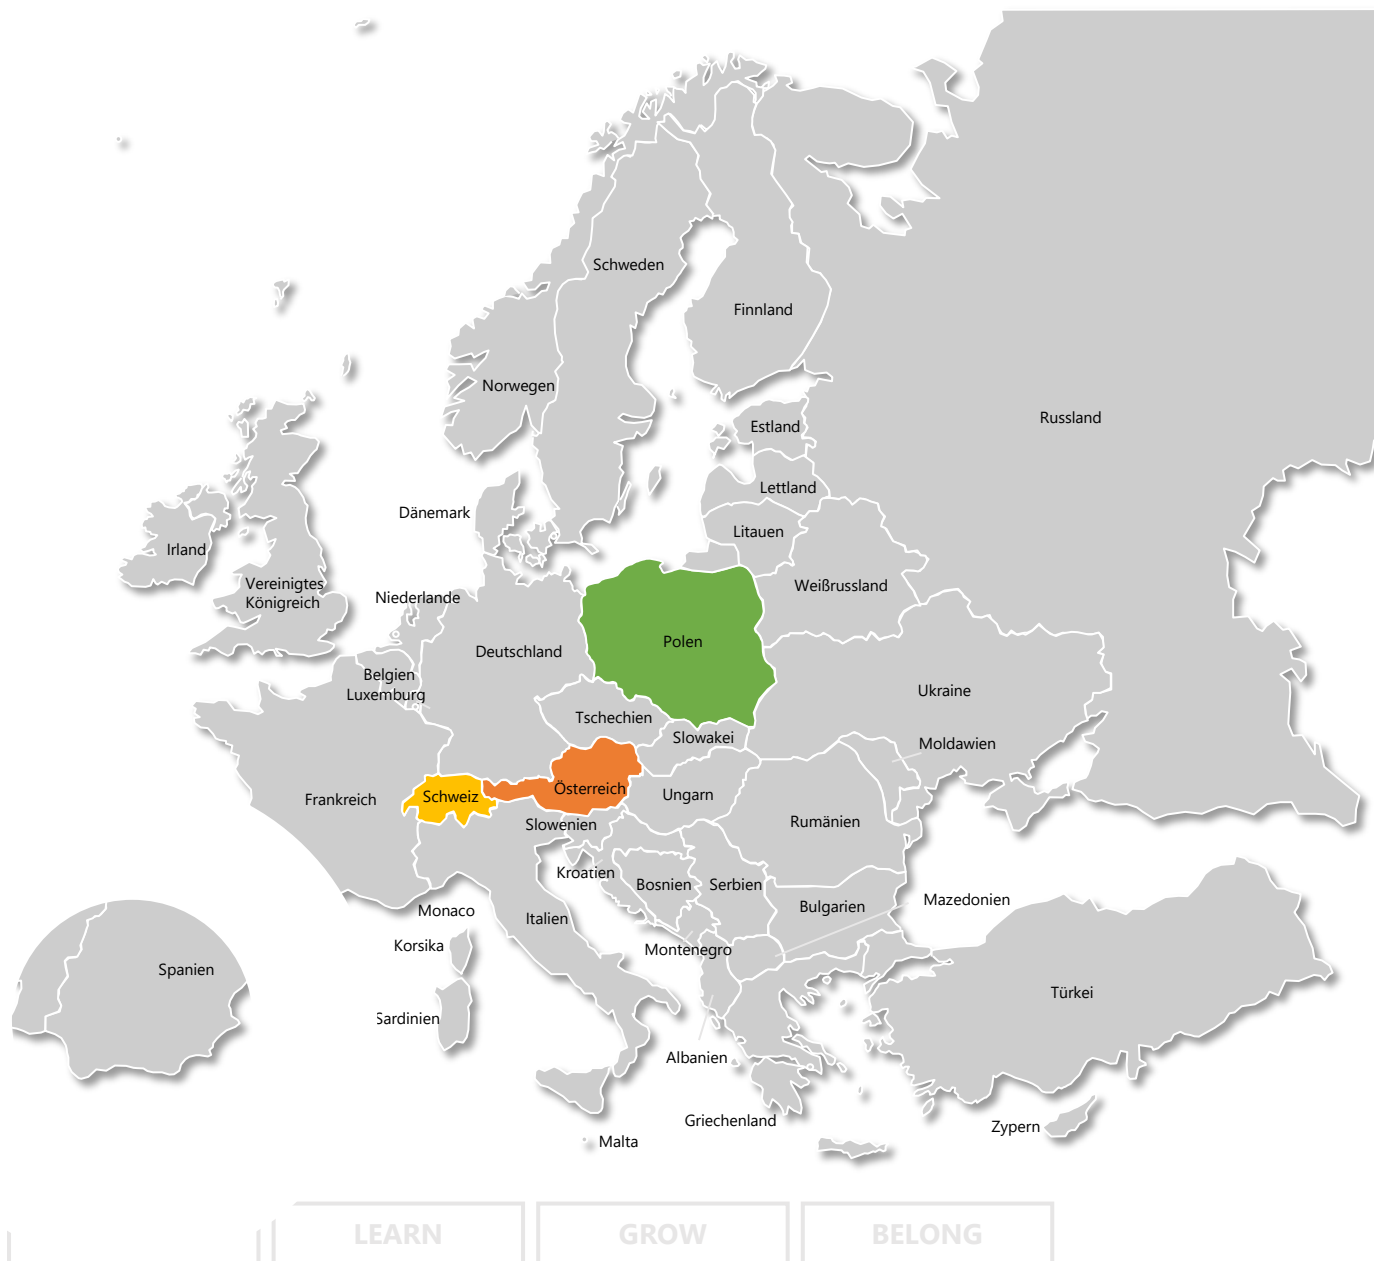 Schweden
Finnland
Norwegen
Russland
Estland
Lettland
Dänemark
Litauen
Irland
Weißrussland
Vereinigtes
Königreich
Niederlande
Polen
Deutschland
Belgien
Luxemburg
Ukraine
Tschechien
Slowakei
Moldawien
Österreich
Schweiz
Ungarn
Frankreich
Rumänien
Slowenien
Kroatien
Bosnien
Serbien
Mazedonien
Bulgarien
Monaco
Italien
Korsika
Montenegro
Spanien
Türkei
Sardinien
Albanien
Griechenland
Zypern
Malta
LEARN
GROW
BELONG